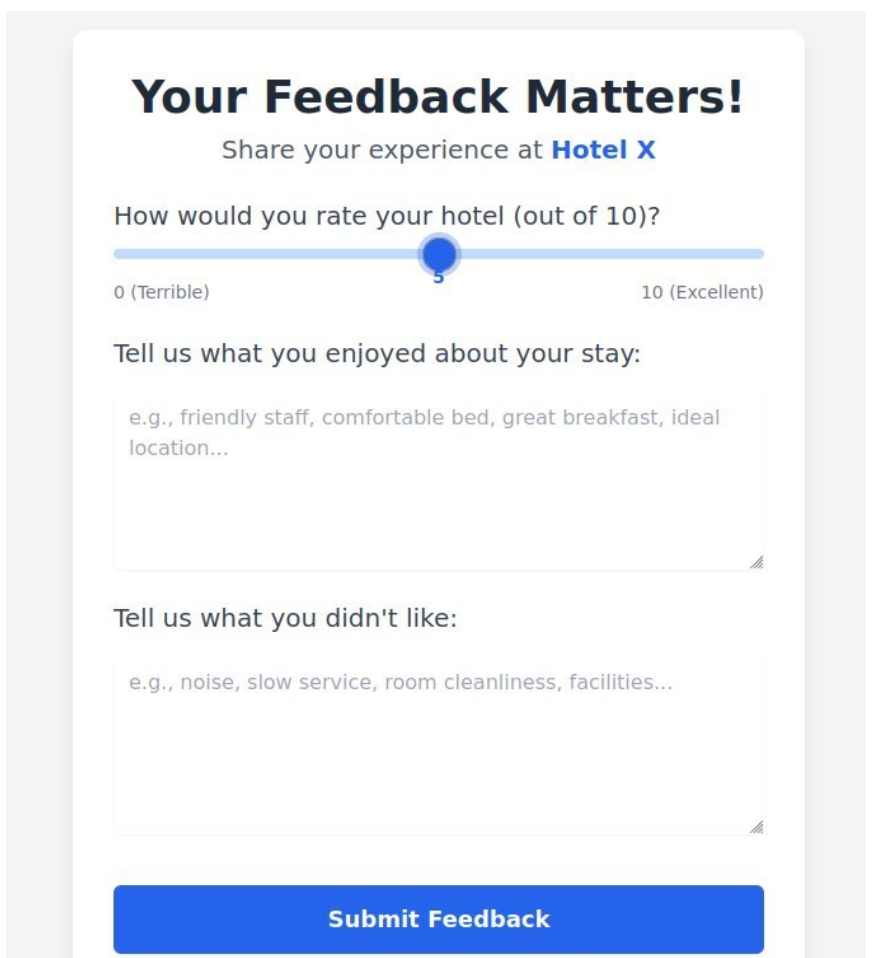 Your Feedback Matters!
Share your experience at Hotel X
How would you rate your hotel (out of 10)?
5
0 (Terrible)
10 (Excellent)
Tell us what you enjoyed about your stay:
e.g., friendly staff, comfortable bed, great breakfast, ideal
location...
Tell us what you didn't like:
e.g., noise, slow service, room cleanliness, facilities...
Submit Feedback